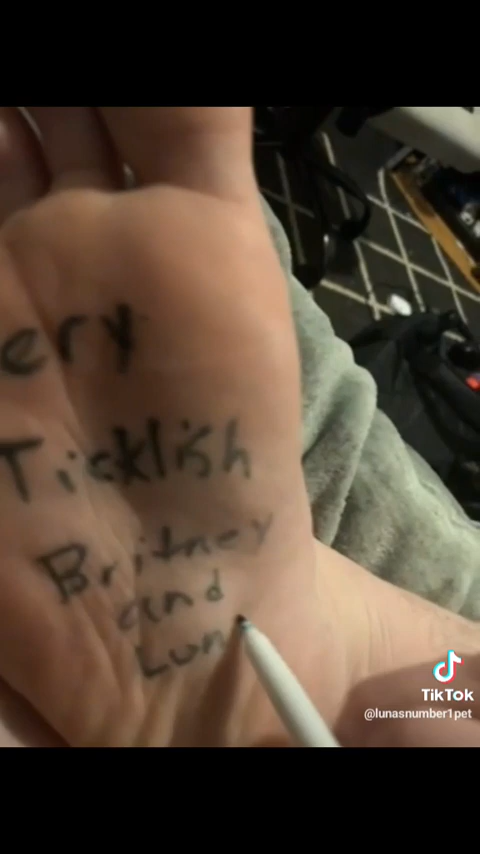 ery
Ticklish
Britney
and
Lun
TikTok
@lunasnumber1pet